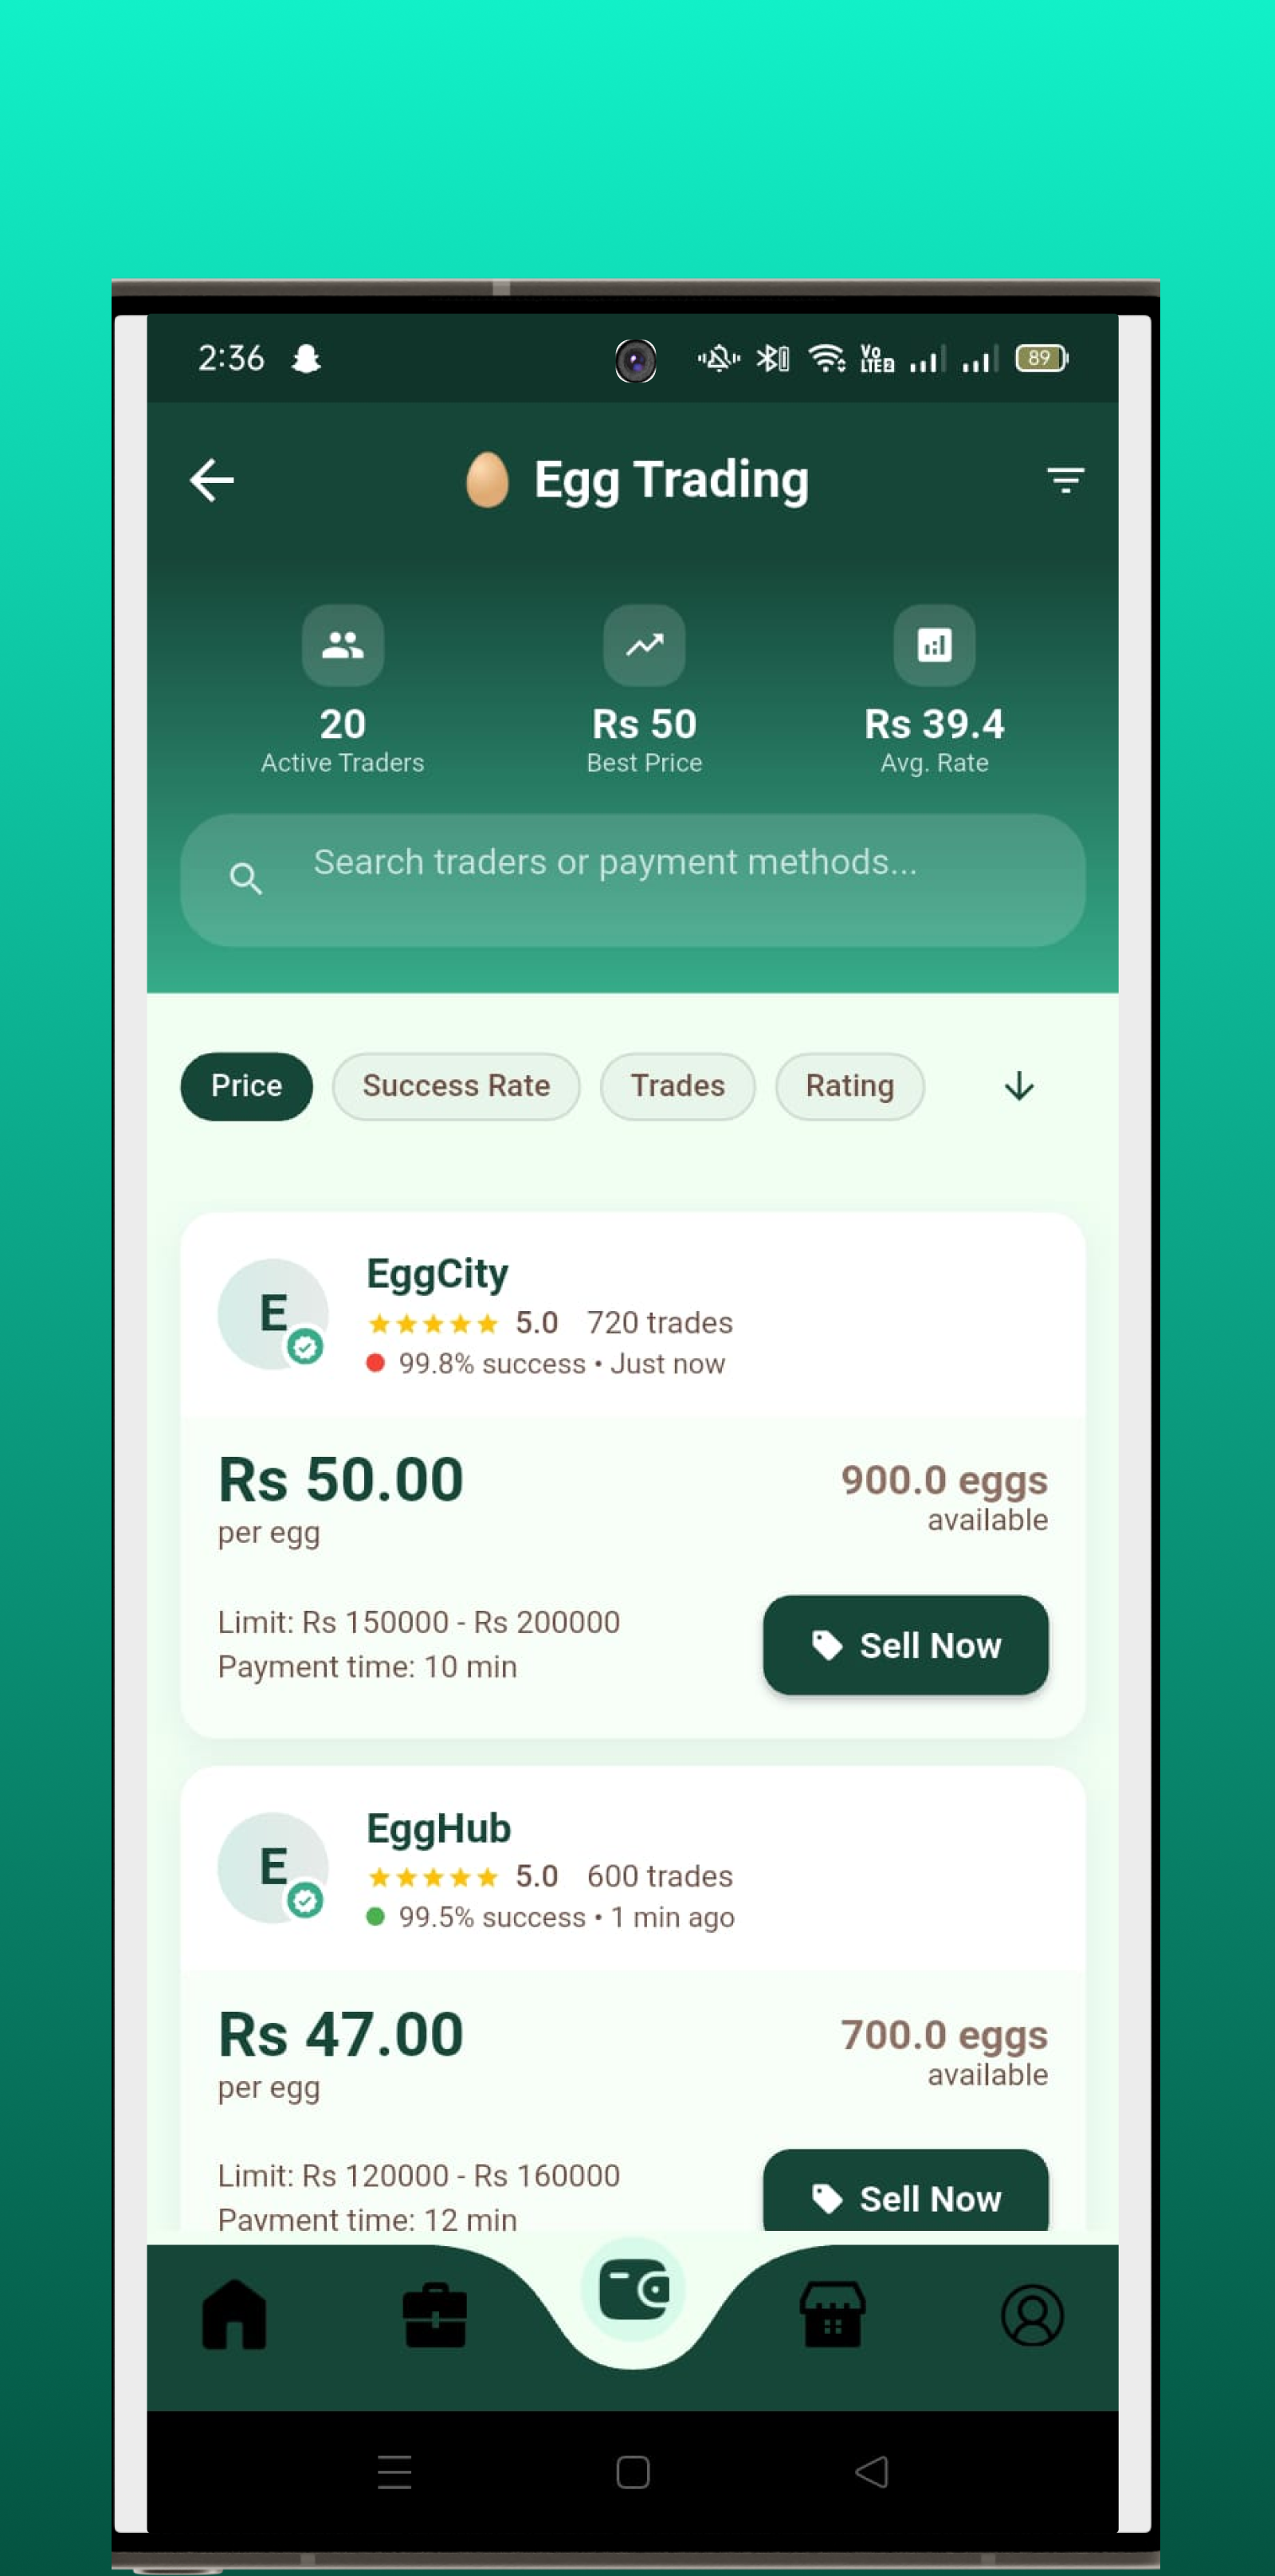 2:36
Vo
LTE 2
89
Egg Trading
20
Active Traders
Rs 50
Best Price
Rs 39.4
Avg. Rate
Search traders or payment methods...
Price
Success Rate
Trades
Rating
E
EggCity
5.0 720 trades
99.8% success • Just now
Rs 50.00
per egg
900.0 eggs
available
Limit: Rs 150000 - Rs 200000
Payment time: 10 min
Sell Now
E
EggHub
5.0 600 trades
99.5% success • 1 min ago
Rs 47.00
per egg
700.0 eggs
available
Limit: Rs 120000 - Rs 160000
Payment time: 12 min
Sell Now